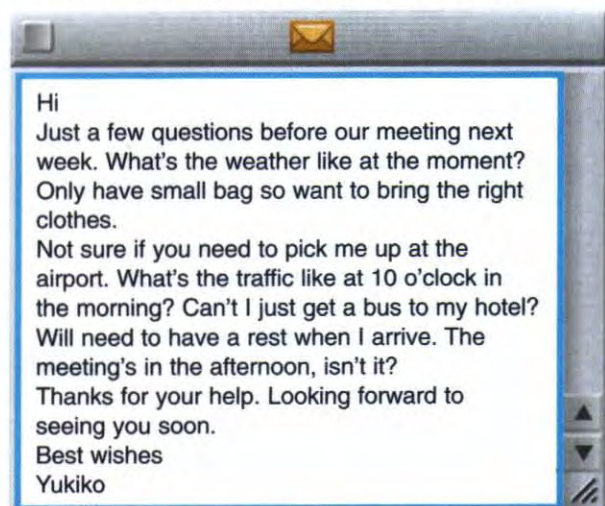 Hi
Just a few questions before our meeting next
week. What's the weather like at the moment?
Only have small bag so want to bring the right
clothes.
Not sure if you need to pick me up at the
airport. What's the traffic like at 10 o'clock in
the morning? Can't I just get a bus to my hotel?
Will need to have a rest when I arrive. The
meeting's in the afternoon, isn't it?
Thanks for your help. Looking forward to
seeing you soon.
Best wishes
Yukiko